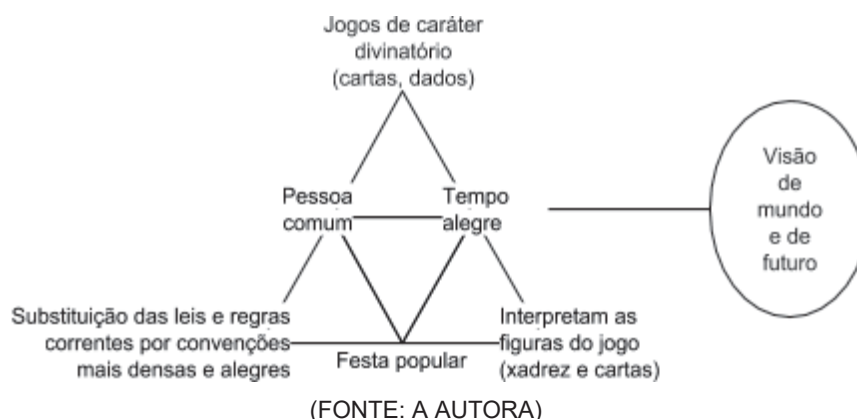 Jogos de caráter
divinatório
(cartas, dados)
Pessoa
comum
Tempo
alegre
Visão
de
mundo
e de
futuro
Substituição das leis e regras
correntes por convenções
mais densas e alegres
Festa popular
Interpretam as
figuras do jogo
(xadrez e cartas)
(FONTE: A AUTORA)